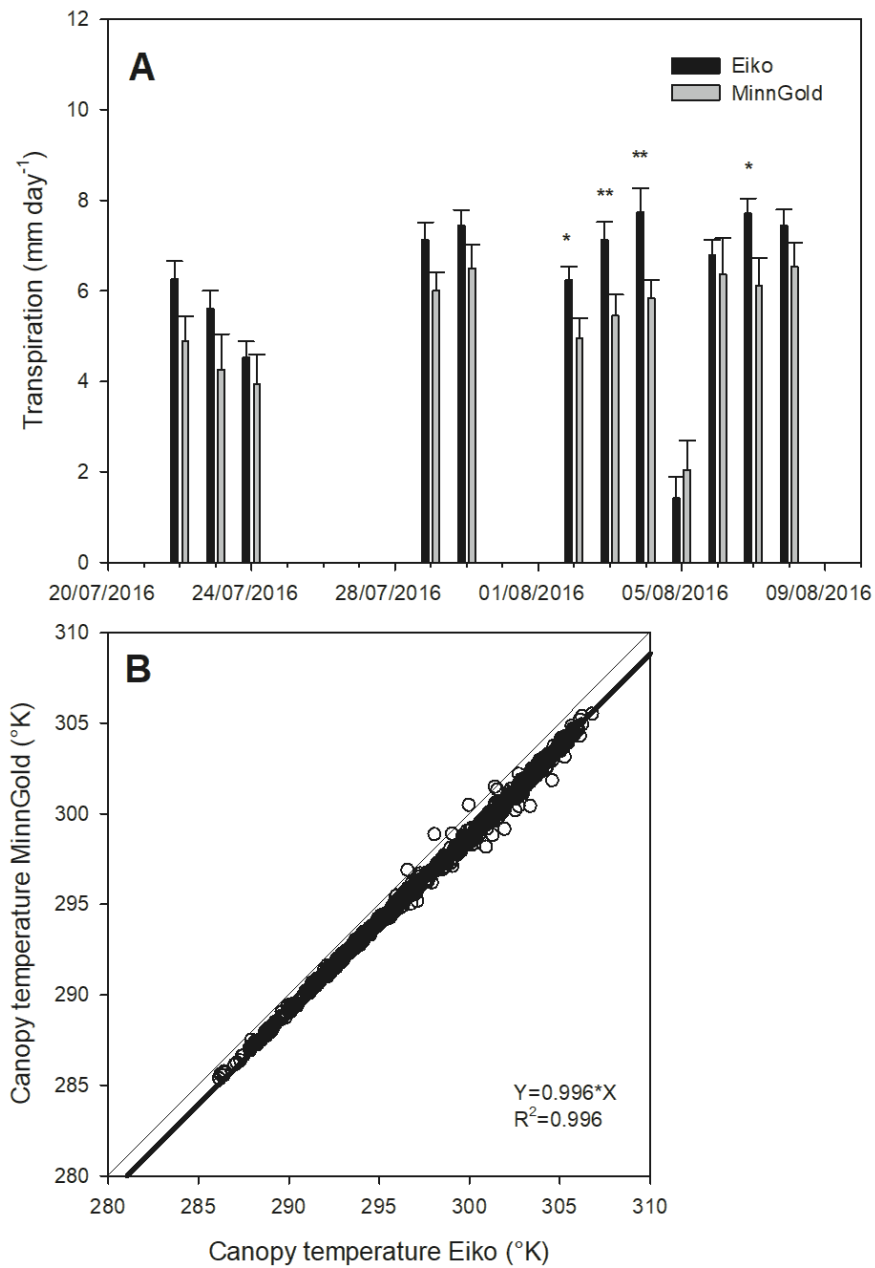 12
A
Eiko
MinnGold
10
**
**
*
*
8
6
4
2
0
Transpiration (mm day⁻¹)
20/07/2016 24/07/2016 28/07/2016 01/08/2016 05/08/2016 09/08/2016
310
B
305
300
295
290
285
280
Canopy temperature MinnGold (°K)
Y=0.996*X
R²=0.996
280 285 290 295 300 305 310
Canopy temperature Eiko (°K)